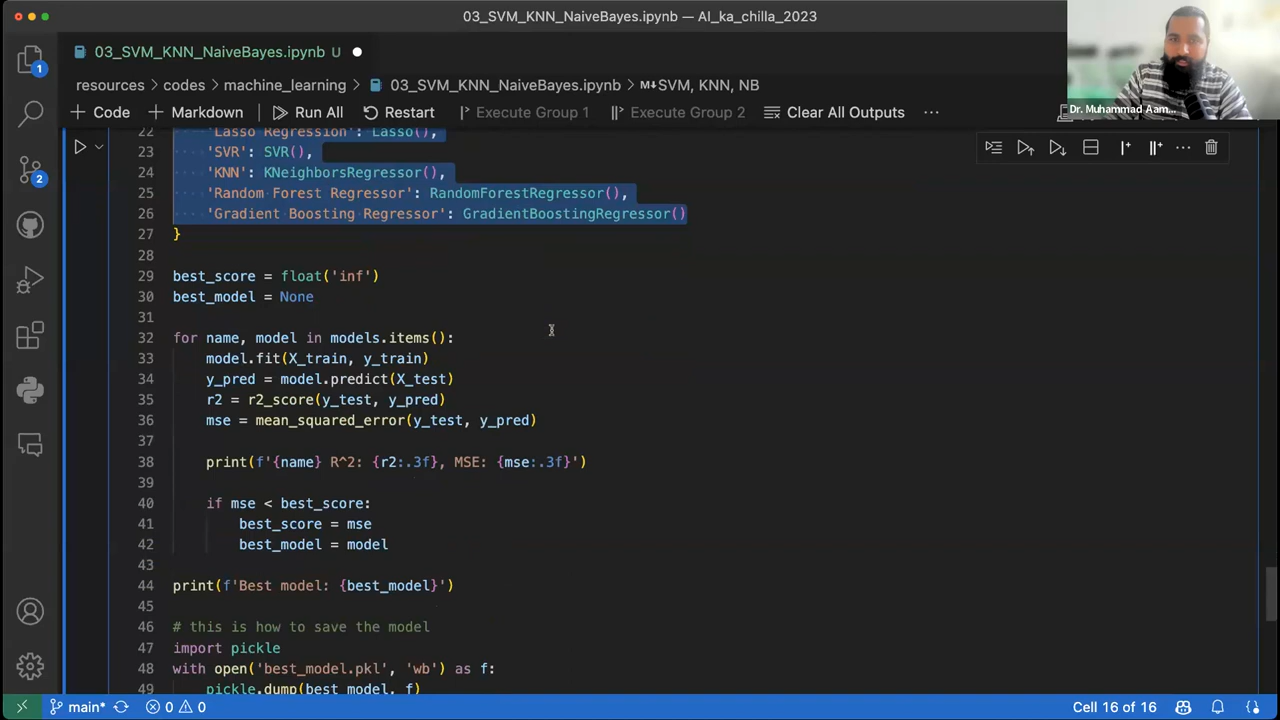 03_SVM_KNN_NaiveBayes.ipynb — AI_ka_chilla_2023
03_SVM_KNN_NaiveBayes.ipynb U
resources > codes > machine_learning > 03_SVM_KNN_NaiveBayes.ipynb > M↓SVM, KNN, NB
+ Code + Markdown Run All Restart Execute Group 1 Execute Group 2 Clear All Outputs ...
Dr. Muhammad Aam...
1
2
22 'Lasso Regression': Lasso(),
23 'SVR': SVR(),
24 'KNN': KNeighborsRegressor(),
25 'Random Forest Regressor': RandomForestRegressor(),
26 'Gradient Boosting Regressor': GradientBoostingRegressor()
27 }
28
29 best_score = float('inf')
30 best_model = None
31
32 for name, model in models.items():
33 model.fit(X_train, y_train)
34 y_pred = model.predict(X_test)
35 r2 = r2_score(y_test, y_pred)
36 mse = mean_squared_error(y_test, y_pred)
37
38 print(f'{name} R^2: {r2:.3f}, MSE: {mse:.3f}')
39
40 if mse < best_score:
41 best_score = mse
42 best_model = model
43
44 print(f'Best model: {best_model}')
45
46 # this is how to save the model
47 import pickle
48 with open('best_model.pkl', 'wb') as f:
49 pickle.dump(best_model, f)
main* 0 0 Cell 16 of 16